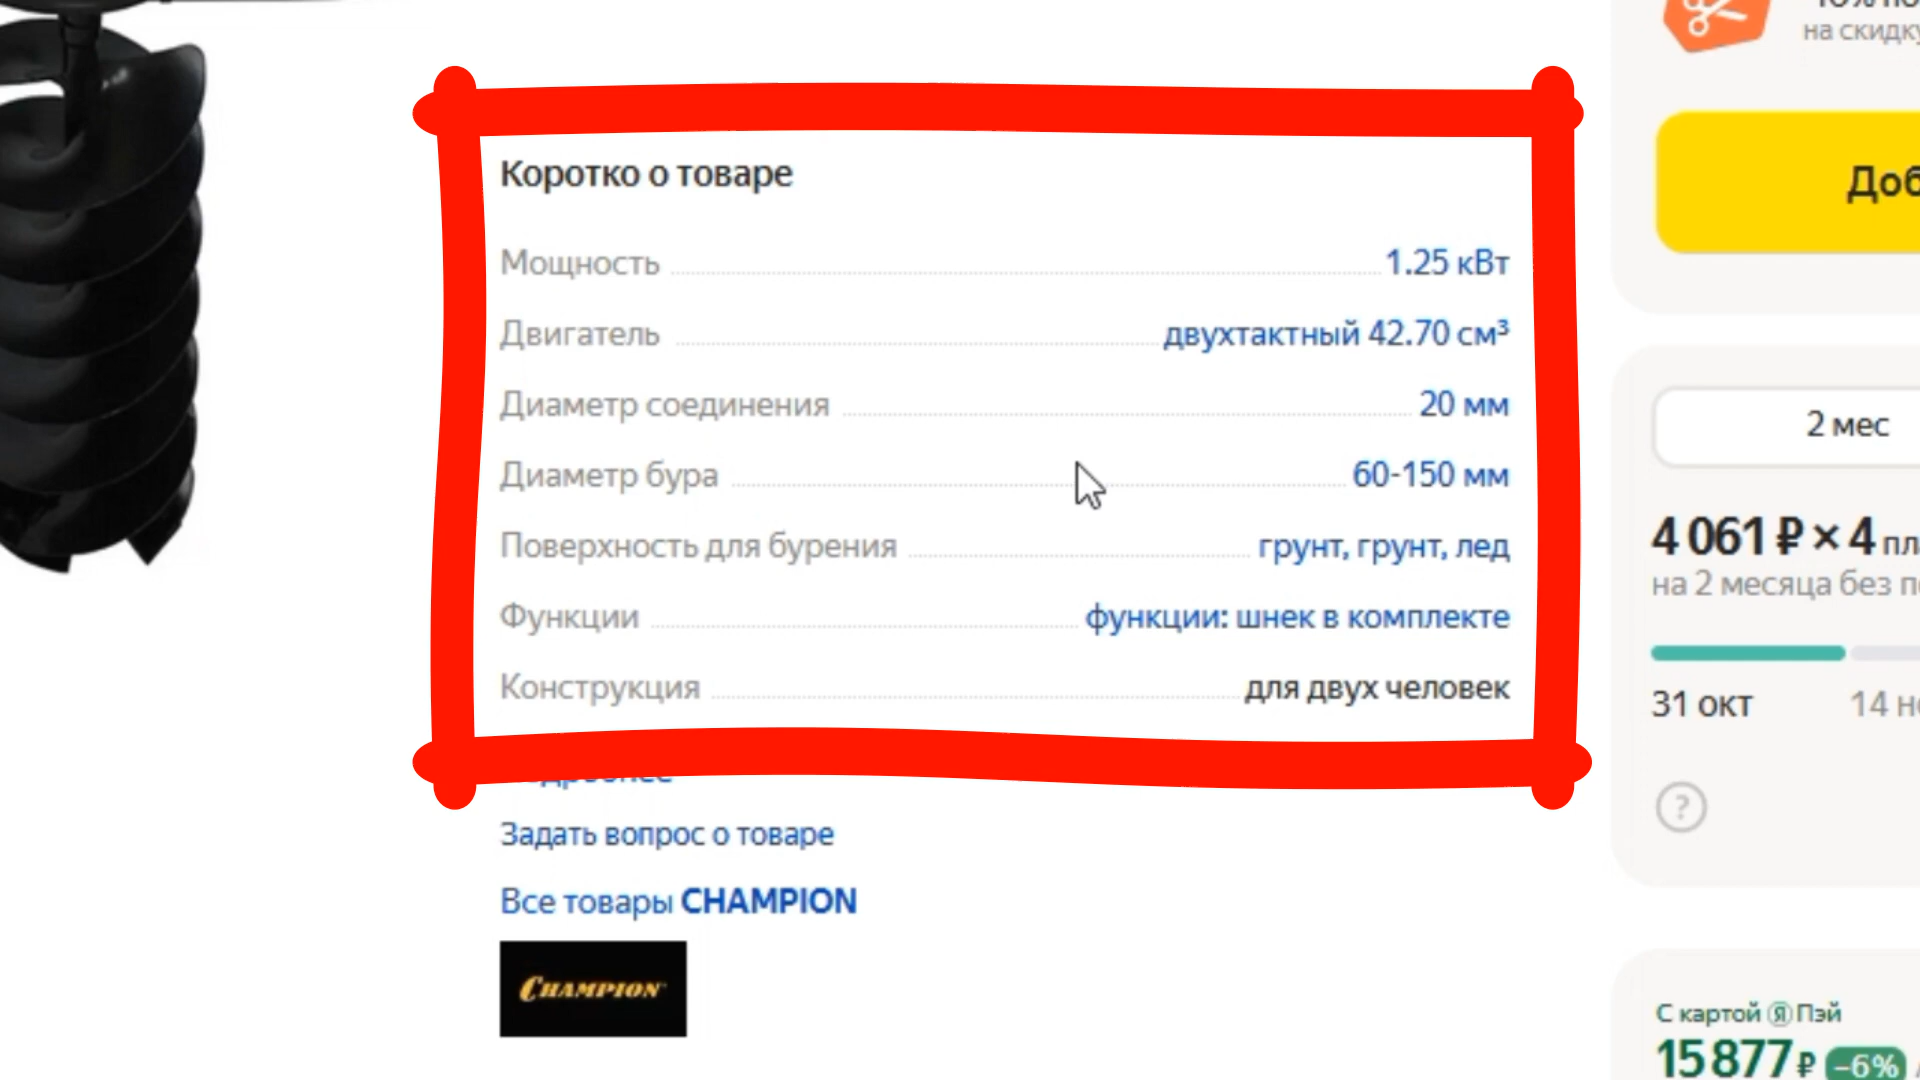 на скидку
Коротко о товаре
Мощность 1.25 кВт
Двигатель двухтактный 42.70 см³
Диаметр соединения 20 мм
Диаметр бура 60-150 мм
Поверхность для бурения грунт, грунт, лед
Функции функции: шнек в комплекте
Конструкция для двух человек
Задать вопрос о товаре
Все товары CHAMPION
CHAMPION
Доб
2 мес
4 061 ₽ × 4 пл
на 2 месяца без п
31 окт 14 н
?
С картой Я Пэй
15 877 ₽ –6%